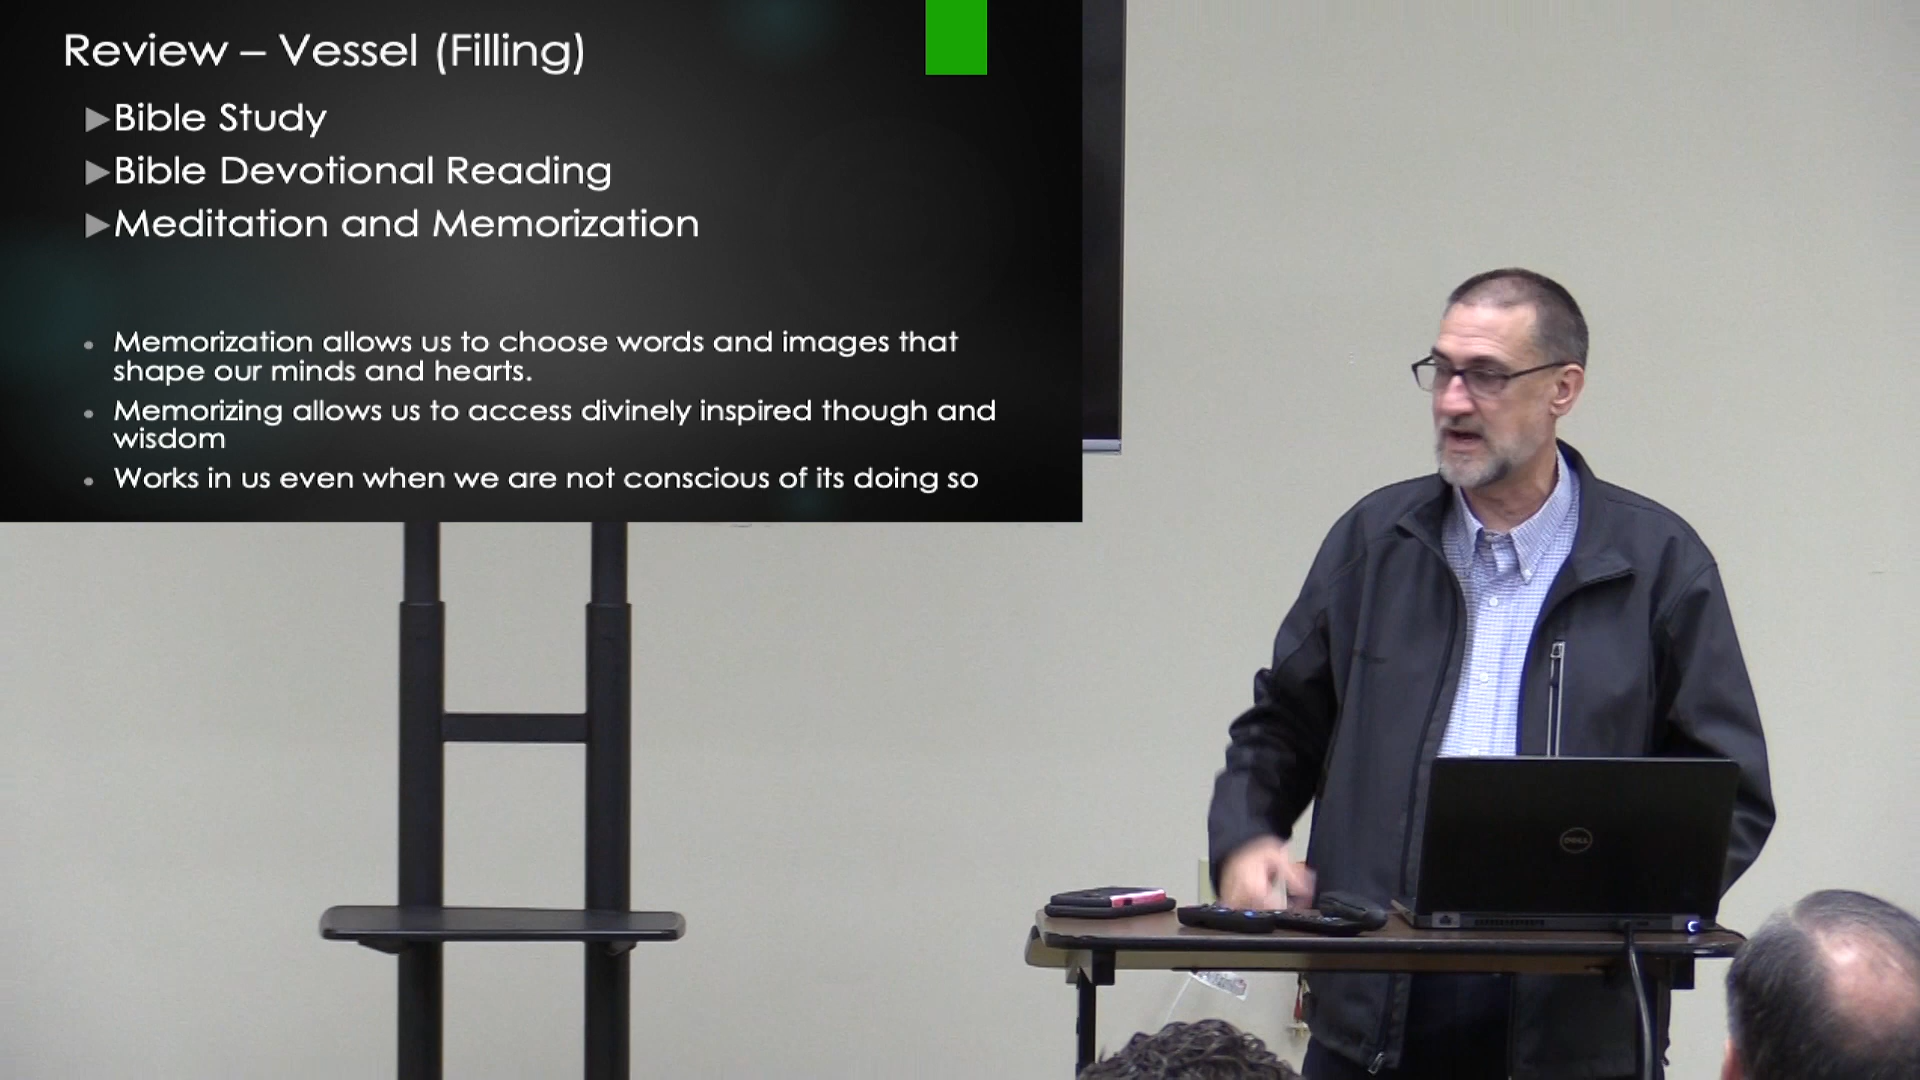 Review – Vessel (Filling)
Bible Study
Bible Devotional Reading
Meditation and Memorization
Memorization allows us to choose words and images that
shape our minds and hearts.
Memorizing allows us to access divinely inspired though and
wisdom
Works in us even when we are not conscious of its doing so
DELL